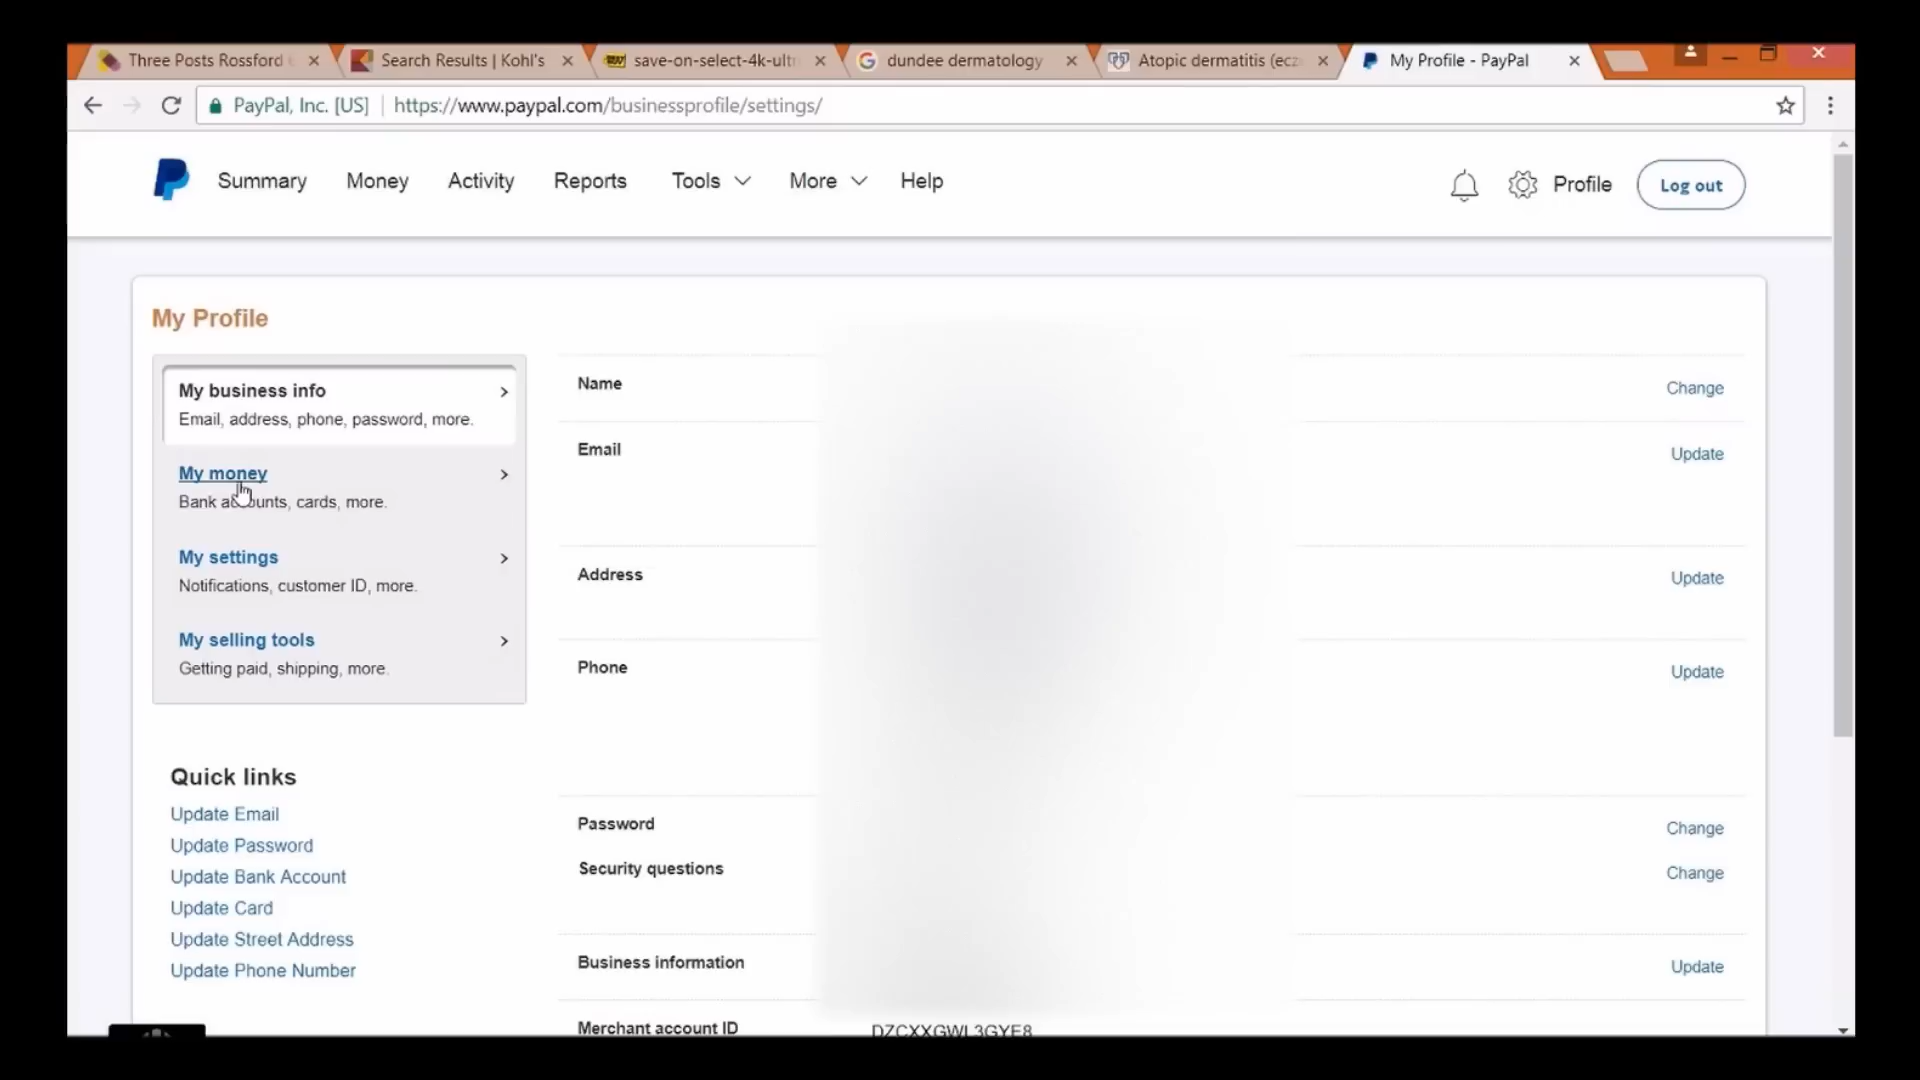 Three Posts Rossford
Search Results | Kohl's
save-on-select-4k-ult
dundee dermatology
Atopic dermatitis (ecz
My Profile - PayPal
PayPal, Inc. [US]
https://www.paypal.com/businessprofile/settings/
Summary
Money
Activity
Reports
Tools
More
Help
Profile
Log out
My Profile
My business info
Email, address, phone, password, more.
My money
Bank accounts, cards, more.
My settings
Notifications, customer ID, more.
My selling tools
Getting paid, shipping, more.
Quick links
Update Email
Update Password
Update Bank Account
Update Card
Update Street Address
Update Phone Number
Name
Change
Email
Update
Address
Update
Phone
Update
Password
Change
Security questions
Change
Business information
Update
Merchant account ID
DZCXXGWL3GYE8